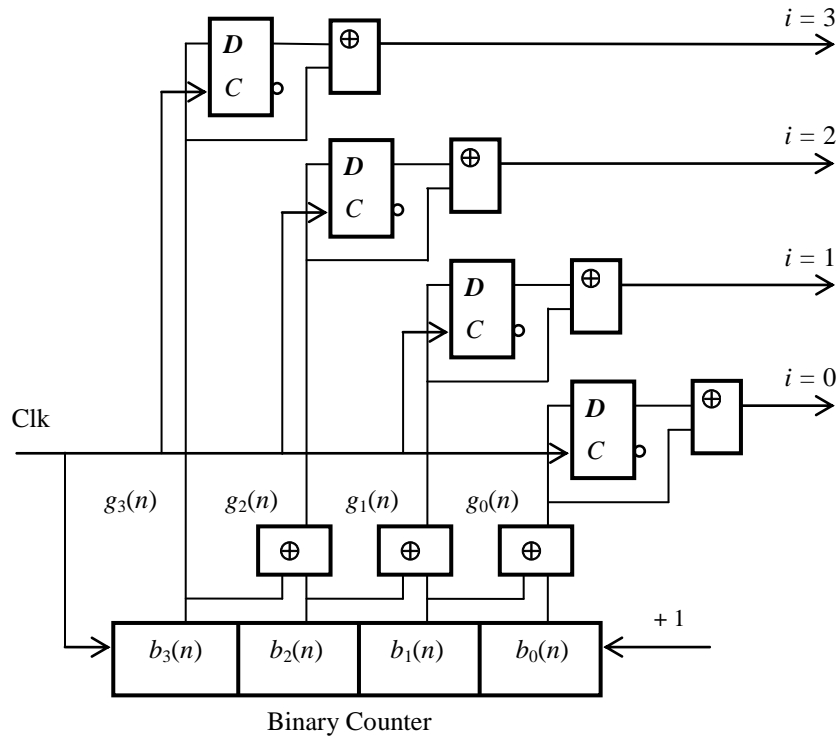 i = 3
D
⊕
C
i = 2
D
⊕
C
i = 1
D
⊕
C
i = 0
D
⊕
C
Clk
g₃(n) g₂(n) g₁(n) g₀(n)
⊕ ⊕ ⊕
+ 1
b₃(n) b₂(n) b₁(n) b₀(n)
Binary Counter